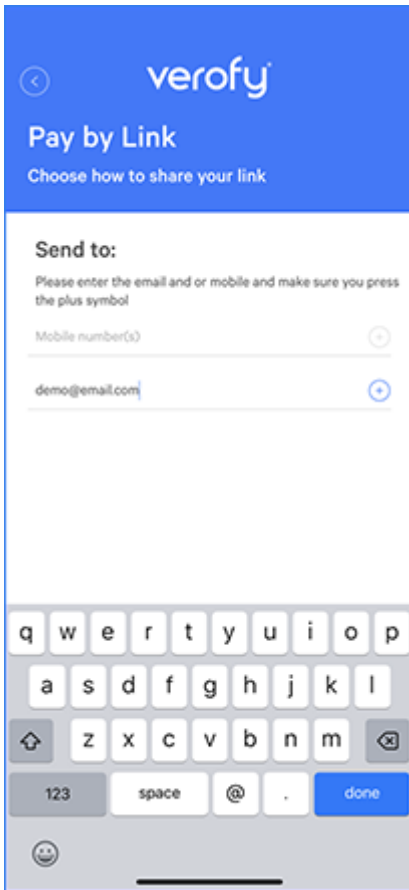 verofy
Pay by Link
Choose how to share your link
Send to:
Please enter the email and or mobile and make sure you press
the plus symbol
Mobile number(s)
demo@email.com
q w e r t y u i o p
a s d f g h j k l
z x c v b n m
123 space @ . done